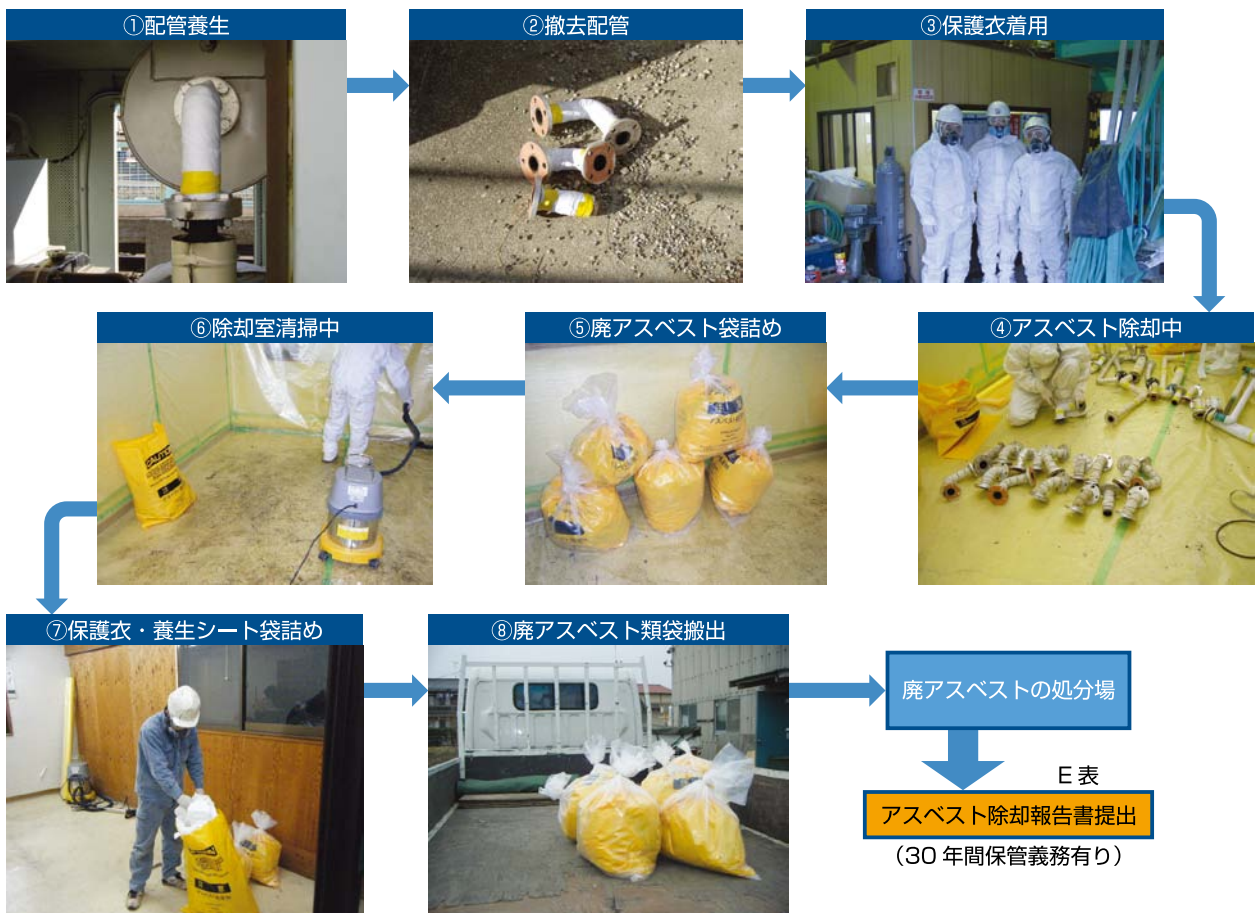 ①配管養生
②撤去配管
③保護衣着用
④アスベスト除却中
⑤廃アスベスト袋詰め
⑥除却室清掃中
CAUTION
⑦保護衣・養生シート袋詰め
⑧廃アスベスト類袋搬出
廃アスベストの処分場
E表
アスベスト除却報告書提出
（30年間保管義務有り）